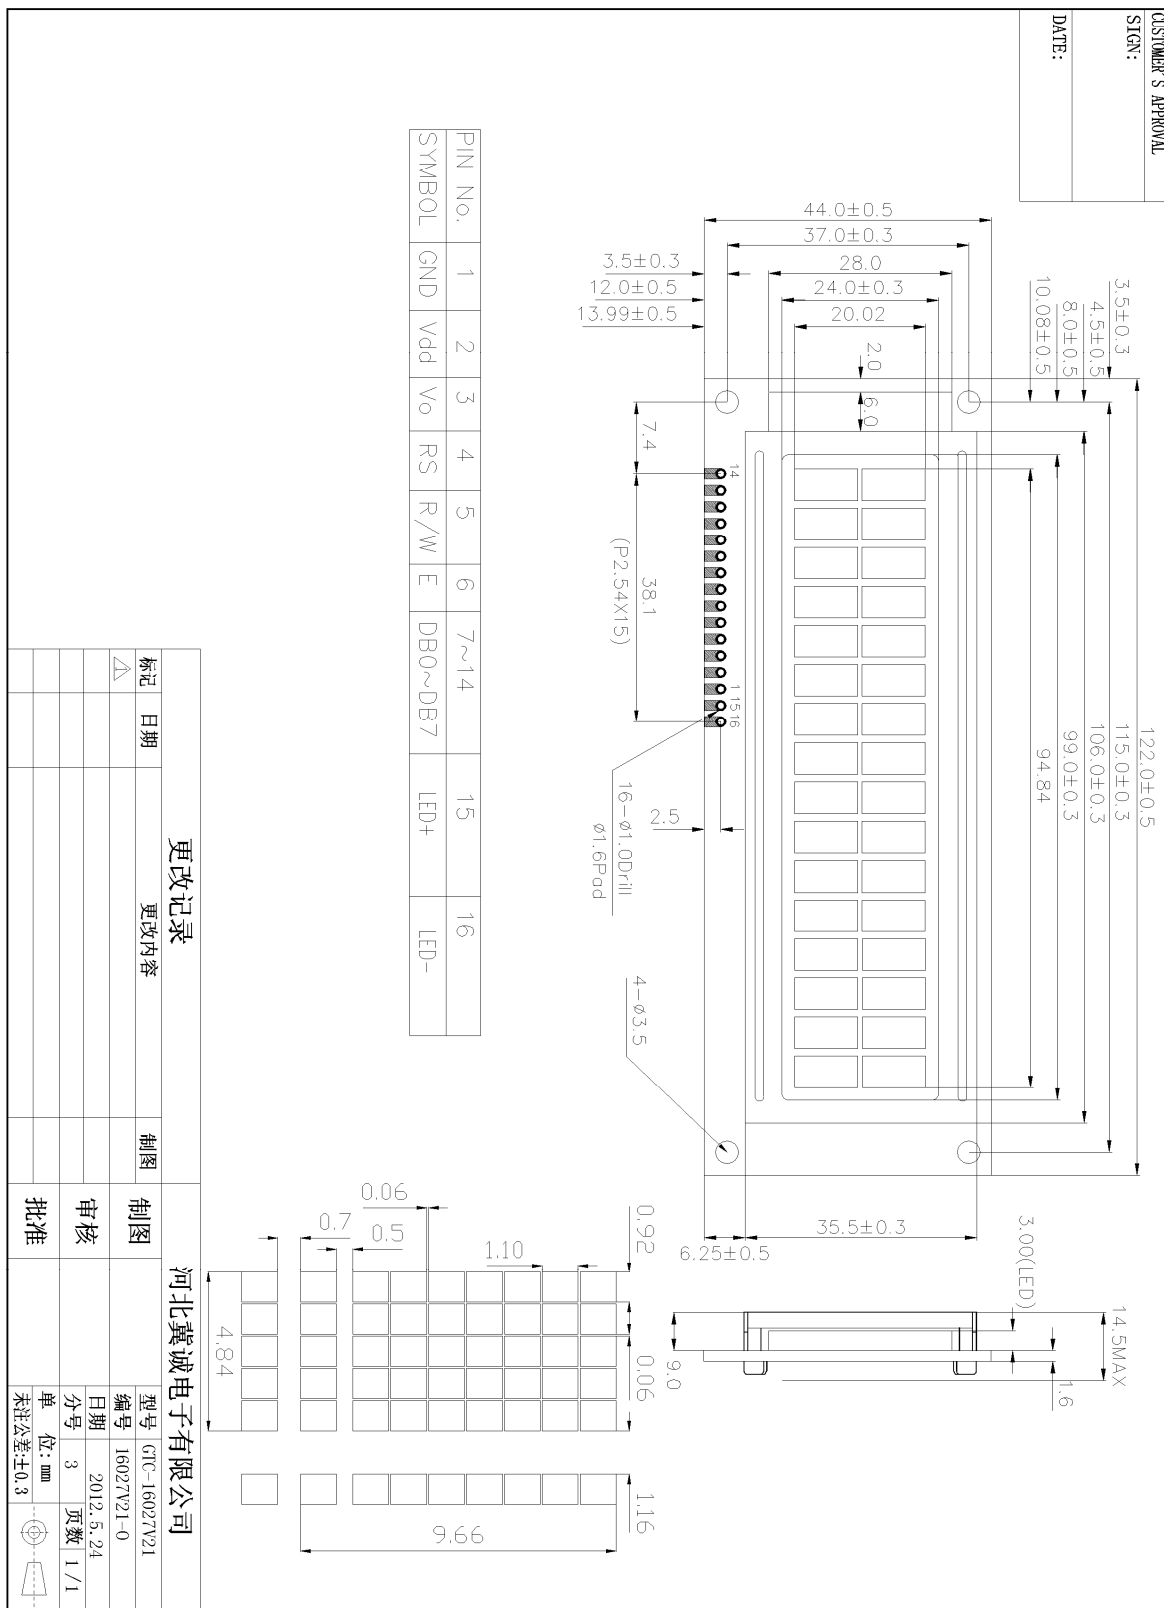 CUSTOMER'S APPROVAL
SIGN:
DATE:
44.0±0.5
37.0±0.3
28.0
24.0±0.3
20.02
3.5±0.3
12.0±0.5
13.99±0.5
3.5±0.3
4.5±0.5
8.0±0.5
10.08±0.5
2.0
6.0
7.4
38.1
(P2.54X15)
14
1
15
16
122.0±0.5
115.0±0.3
106.0±0.3
99.0±0.3
94.84
2.5
16-ø1.0Drill
ø1.6Pad
4-ø3.5
35.5±0.3
6.25±0.5
3.00(LED)
14.5MAX
1.6
9.0
PIN No. 1 2 3 4 5 6 7~14 15 16
SYMBOL GND Vdd Vo RS R/W E DB0~DB7 LED+ LED-
0.06
0.7
0.5
1.10
0.92
0.06
4.84
1.16
9.66
更改记录
标记 日期 更改内容 制图
1
河北冀诚电子有限公司
制图
审核
批准
型号 GTC-16027V21
编号 16027V21-0
日期 2012.5.24
分号 3 页数 1/1
单 位:mm
未注公差:±0.3